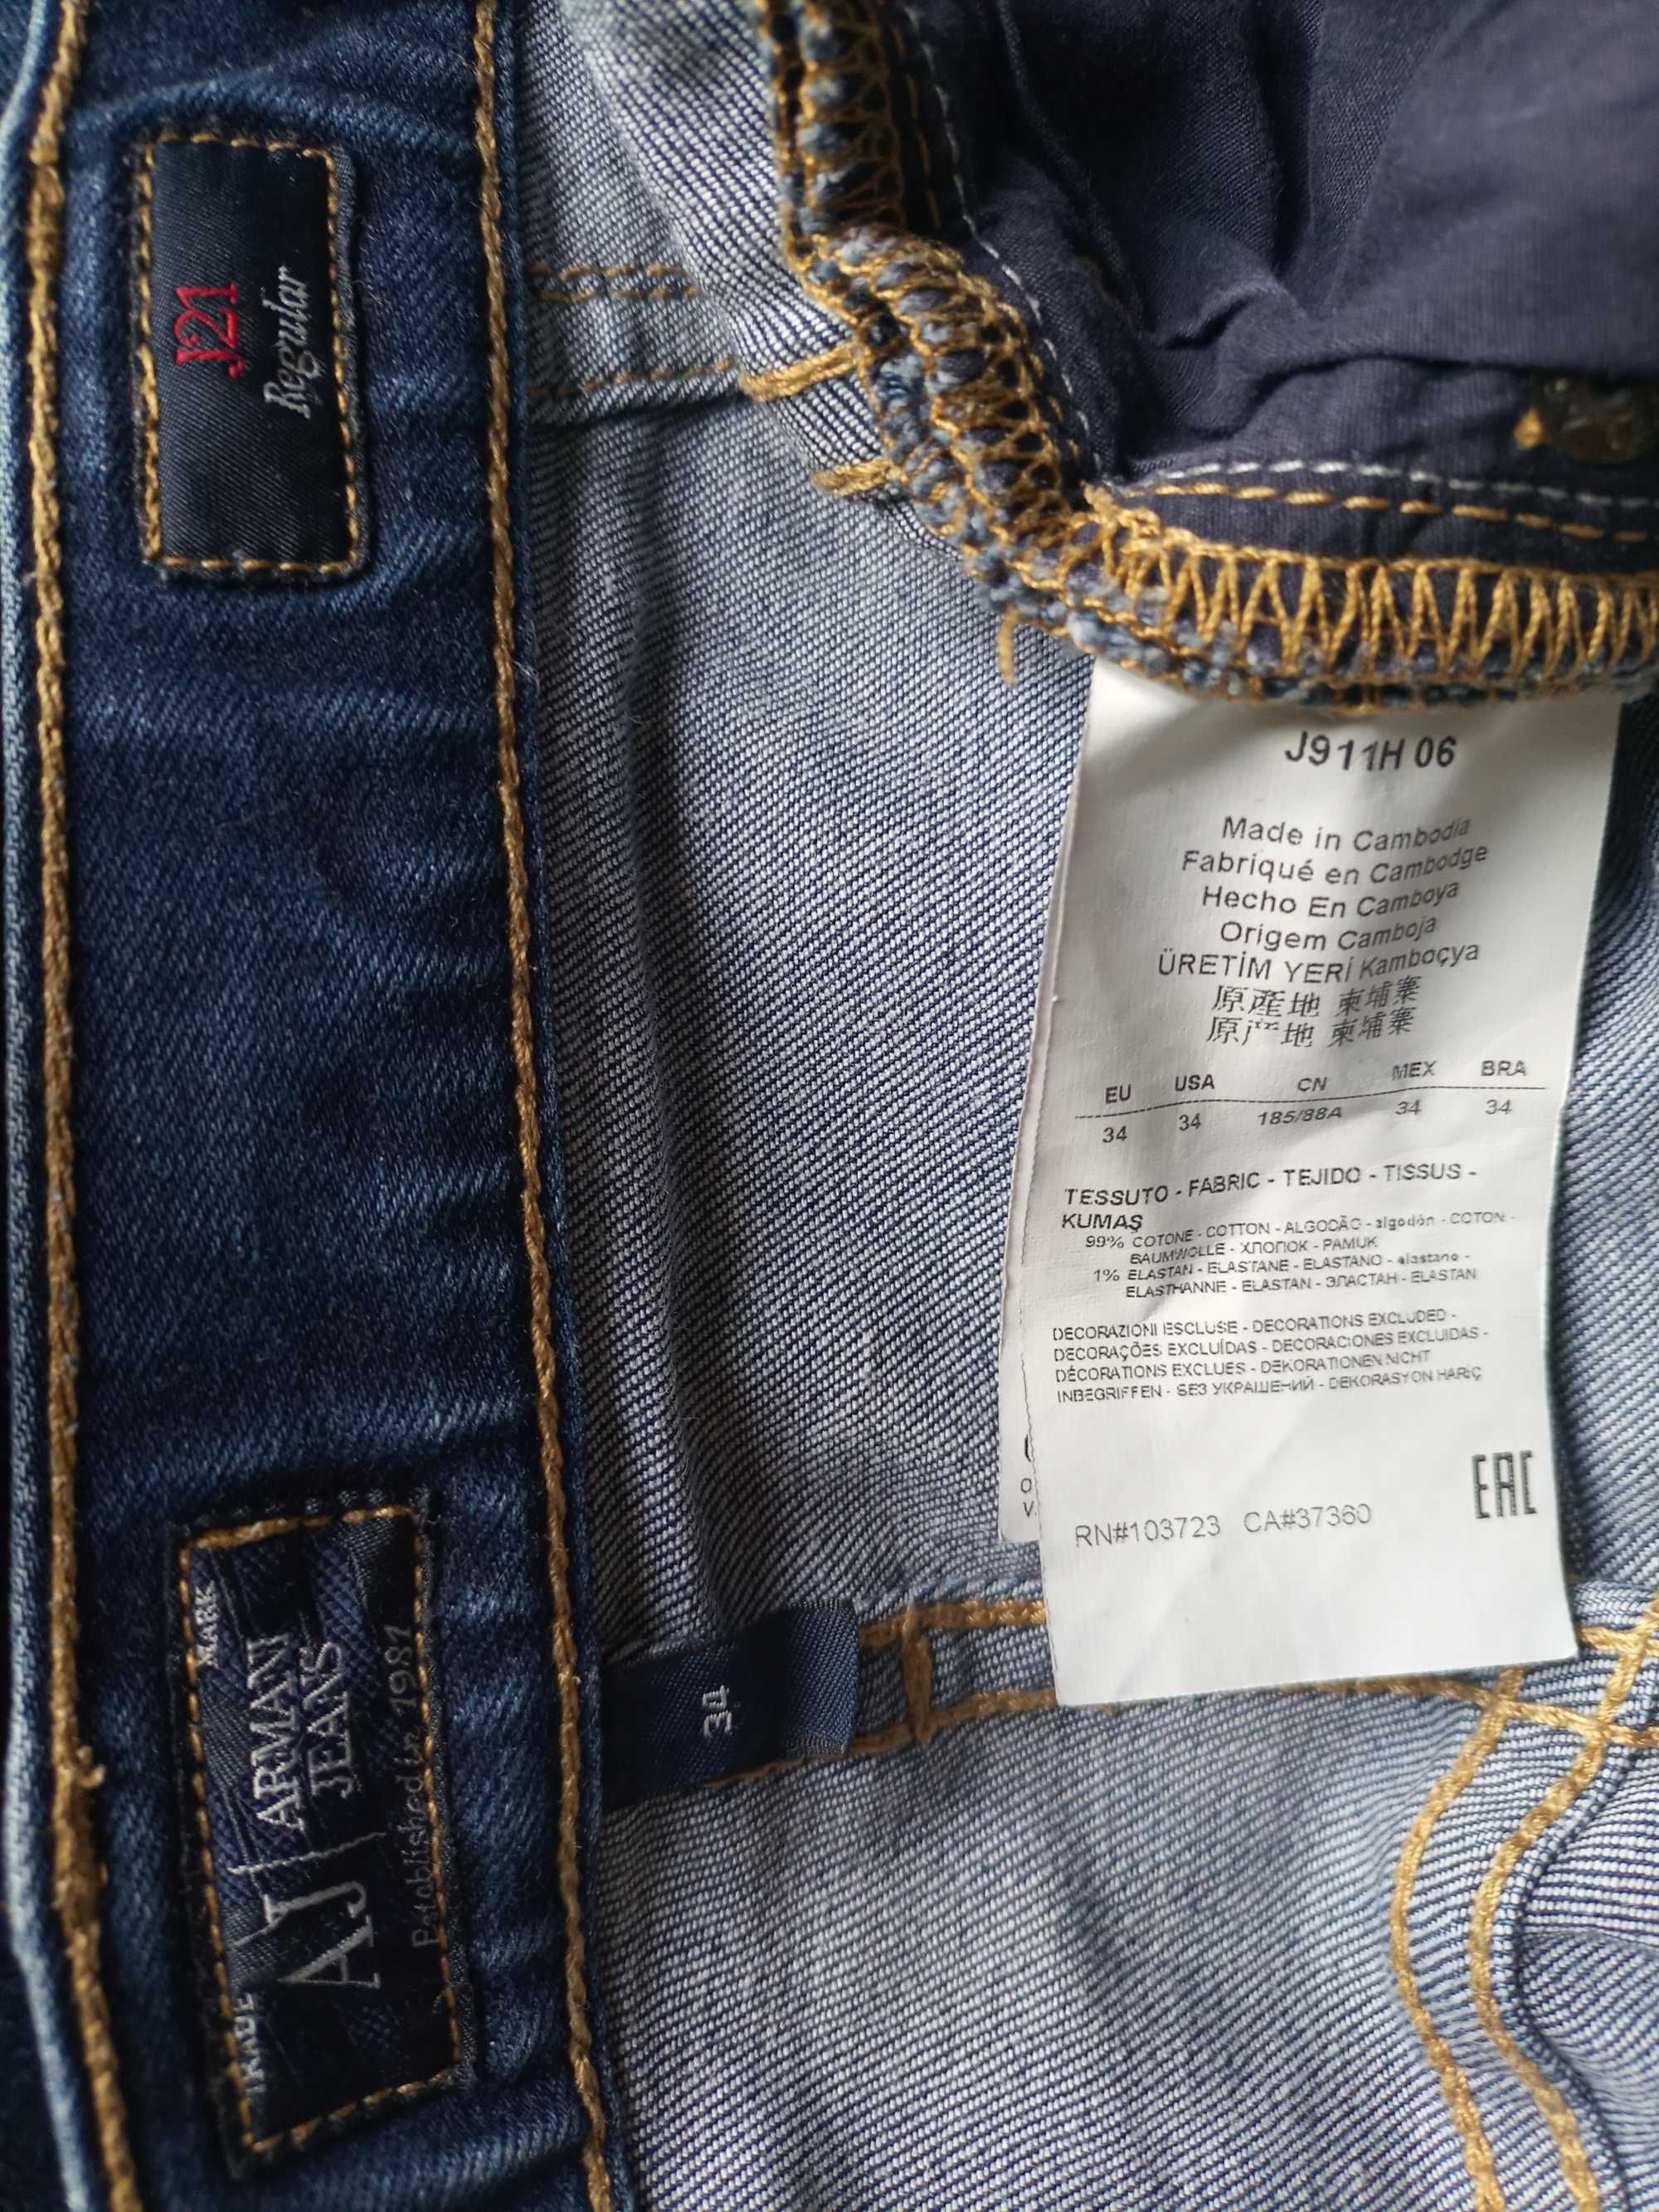 J21
Regular
TRADE MARK
AJ ARMANI
JEANS
Established in 1981
34
J911H 06
Made in Cambodia
Fabriqué en Cambodge
Hecho En Camboya
Origem Camboja
ÜRETİM YERİ Kamboçya
原產地 柬埔寨
原产地 柬埔寨
EU USA CN MEX BRA
34 34 185/88A 34 34
TESSUTO - FABRIC - TEJIDO - TISSUS -
KUMAŞ
99% COTONE - COTTON - ALGODÃO - algodón - COTON -
BAUMWOLLE - ХЛОПОК - PAMUK
1% ELASTAN - ELASTANE - ELASTANO - elastano -
ELASTHANNE - ELASTAN - ЭЛАСТАН - ELASTAN
DECORAZIONI ESCLUSE - DECORATIONS EXCLUDED -
DECORAÇÕES EXCLUÍDAS - DECORACIONES EXCLUIDAS -
DÉCORATIONS EXCLUES - DEKORATIONEN NICHT
INBEGRIFFEN - БЕЗ УКРАШЕНИЙ - DEKORASYON HARİÇ
EAC
RN#103723 CA#37360